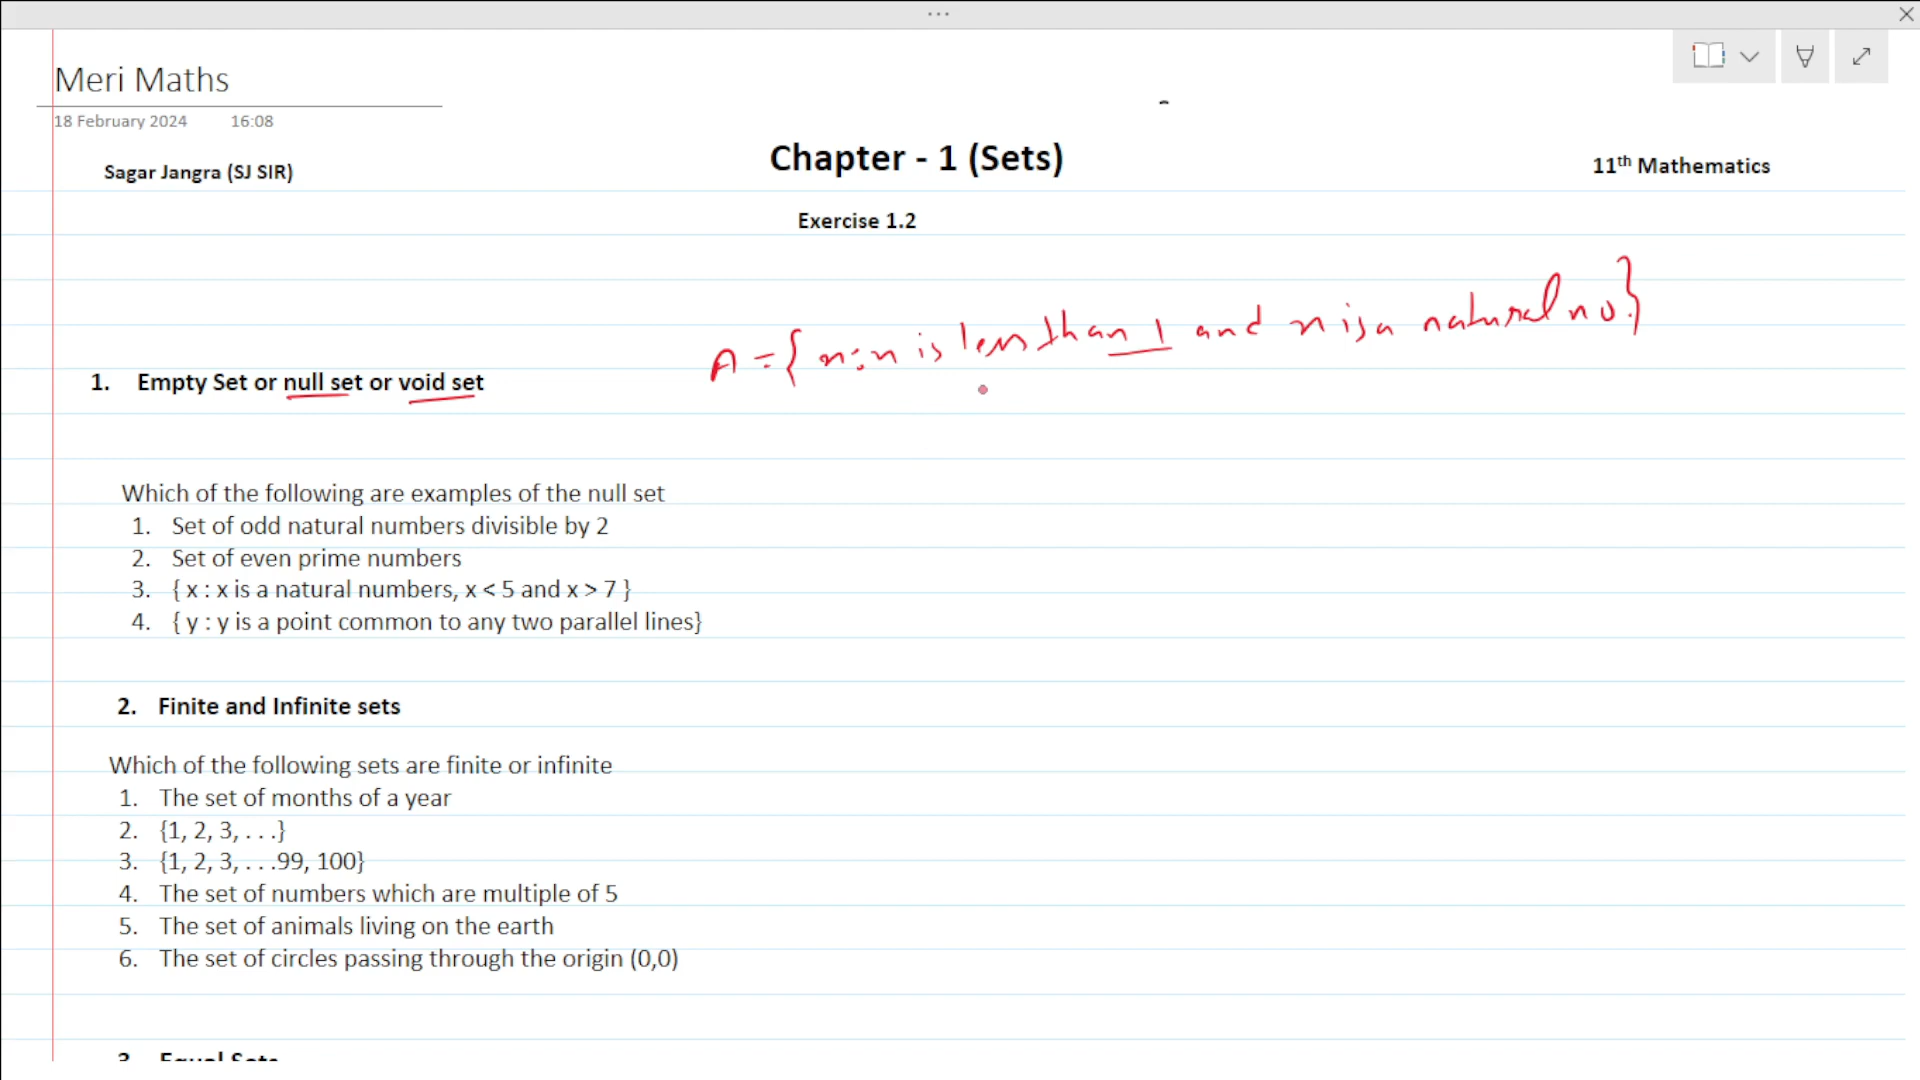 Meri Maths
18 February 2024 16:08
Sagar Jangra (SJ SIR)
Chapter - 1 (Sets)
11th Mathematics
Exercise 1.2
A = { x : x is less than 1 and x is a natural no. }
1. Empty Set or null set or void set
Which of the following are examples of the null set
1. Set of odd natural numbers divisible by 2
2. Set of even prime numbers
3. { x : x is a natural numbers, x < 5 and x > 7 }
4. { y : y is a point common to any two parallel lines}
2. Finite and Infinite sets
Which of the following sets are finite or infinite
1. The set of months of a year
2. {1, 2, 3, . . .}
3. {1, 2, 3, . . .99, 100}
4. The set of numbers which are multiple of 5
5. The set of animals living on the earth
6. The set of circles passing through the origin (0,0)
3. Equal Sets